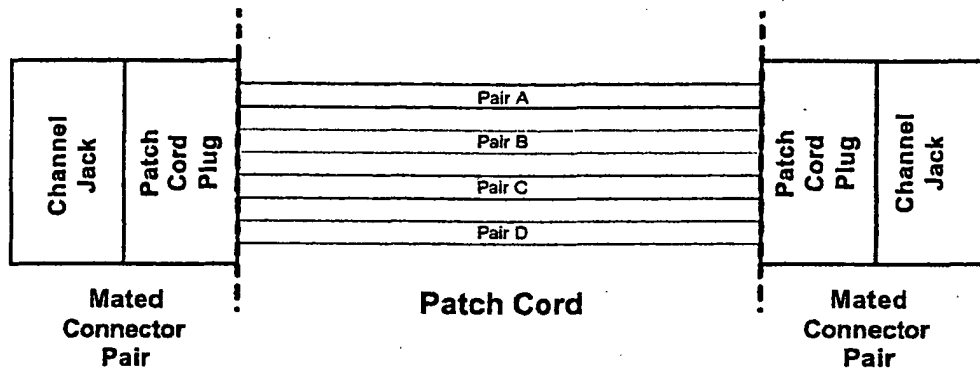 Channel
Jack
Patch
Cord
Plug
Pair A
Pair B
Pair C
Pair D
Patch
Cord
Plug
Channel
Jack
Mated
Connector
Pair
Patch Cord
Mated
Connector
Pair